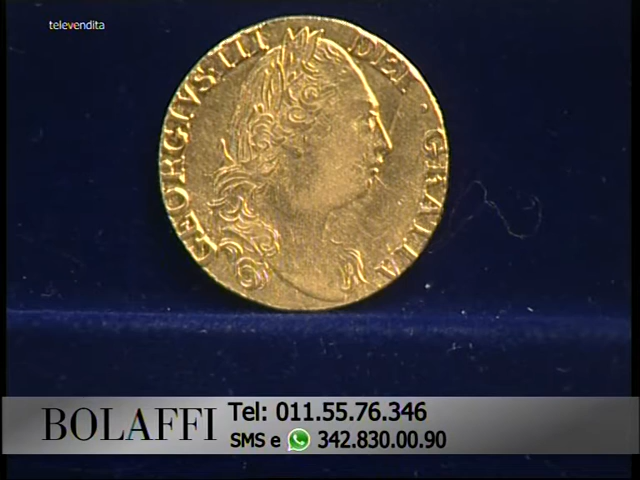 televendita
GEORGIVS·III DEI·GRATIA
BOLAFFI
Tel: 011.55.76.346
SMS e 342.830.00.90